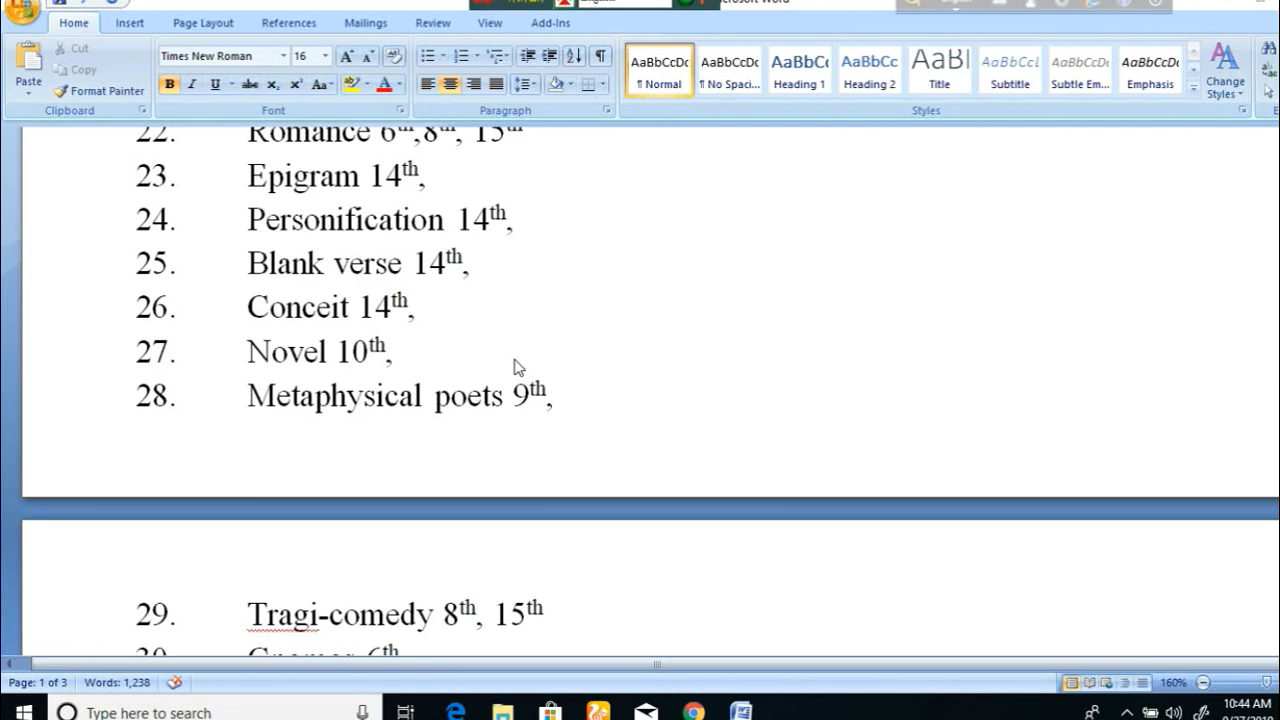 Home Insert Page Layout References Mailings Review View Add-Ins
Paste
Cut
Copy
Format Painter
Clipboard
Times New Roman 16
Font
Paragraph
AaBbCcDc AaBbCcDc AaBbCc AaBbCc AaBl AaBbCcL AaBbCcDc AaBbCcDc
¶ Normal ¶ No Spaci... Heading 1 Heading 2 Title Subtitle Subtle Em... Emphasis
Styles
Change Styles
22. Romance 6th,8th, 15th
23. Epigram 14th,
24. Personification 14th,
25. Blank verse 14th,
26. Conceit 14th,
27. Novel 10th,
28. Metaphysical poets 9th,
29. Tragi-comedy 8th, 15th
30. 6th
Page: 1 of 3 Words: 1,238 160%
Type here to search
10:44 AM